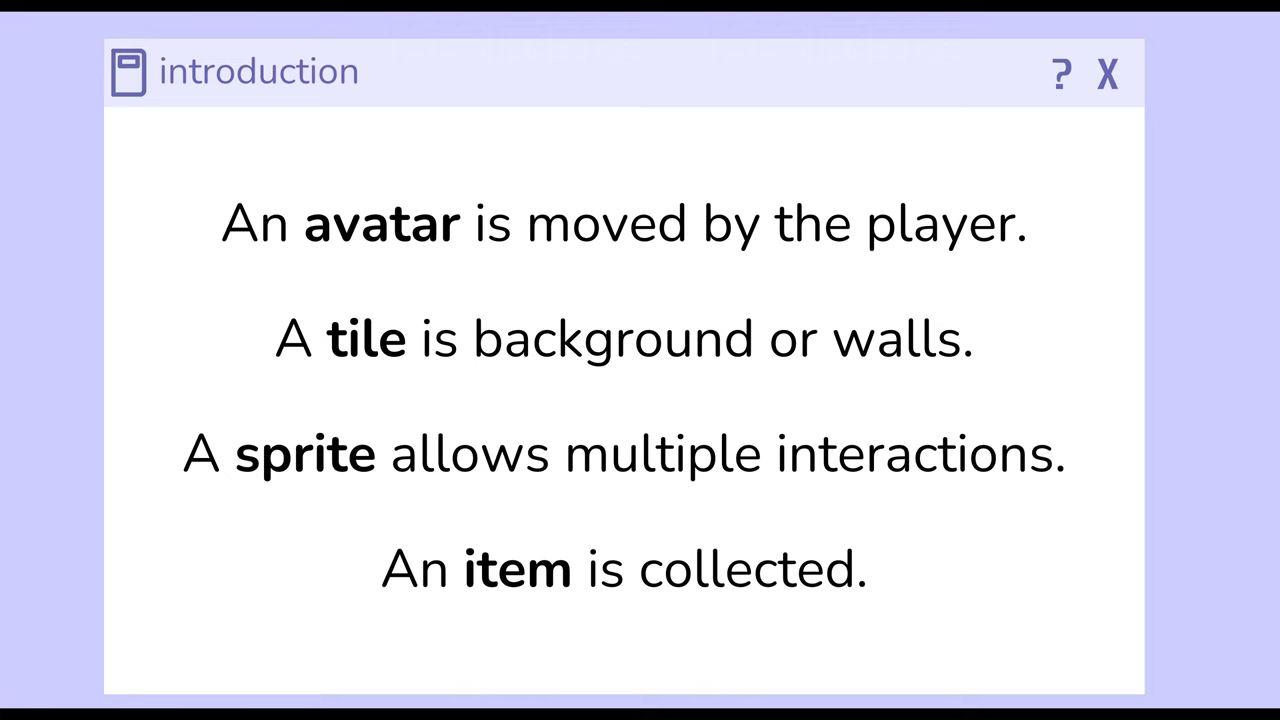 introduction
? X
An avatar is moved by the player.
A tile is background or walls.
A sprite allows multiple interactions.
An item is collected.